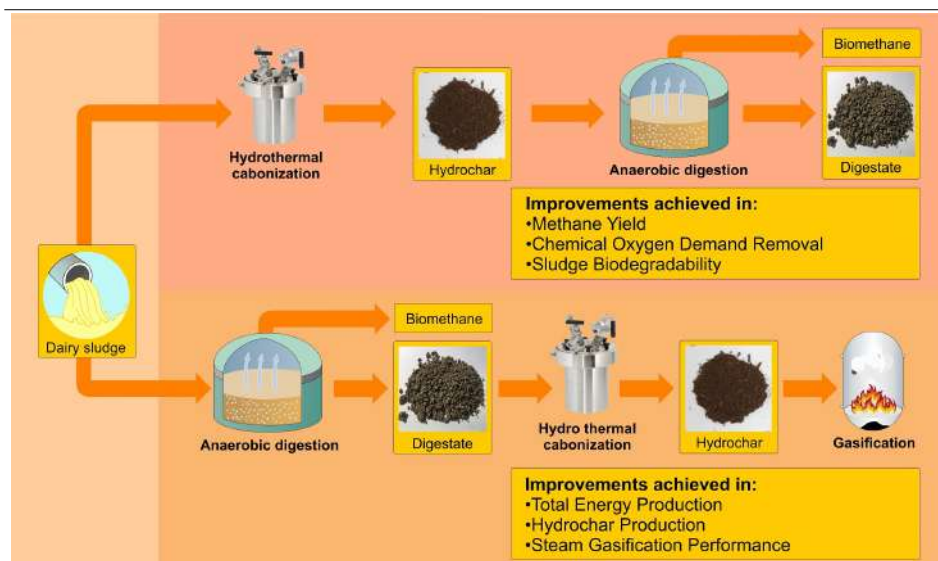 Biomethane
Hydrothermal
cabonization
Hydrochar
Anaerobic digestion
Digestate
Improvements achieved in:
•Methane Yield
•Chemical Oxygen Demand Removal
•Sludge Biodegradability
Dairy sludge
Biomethane
Anaerobic digestion
Digestate
Hydro thermal
cabonization
Hydrochar
Gasification
Improvements achieved in:
•Total Energy Production
•Hydrochar Production
•Steam Gasification Performance